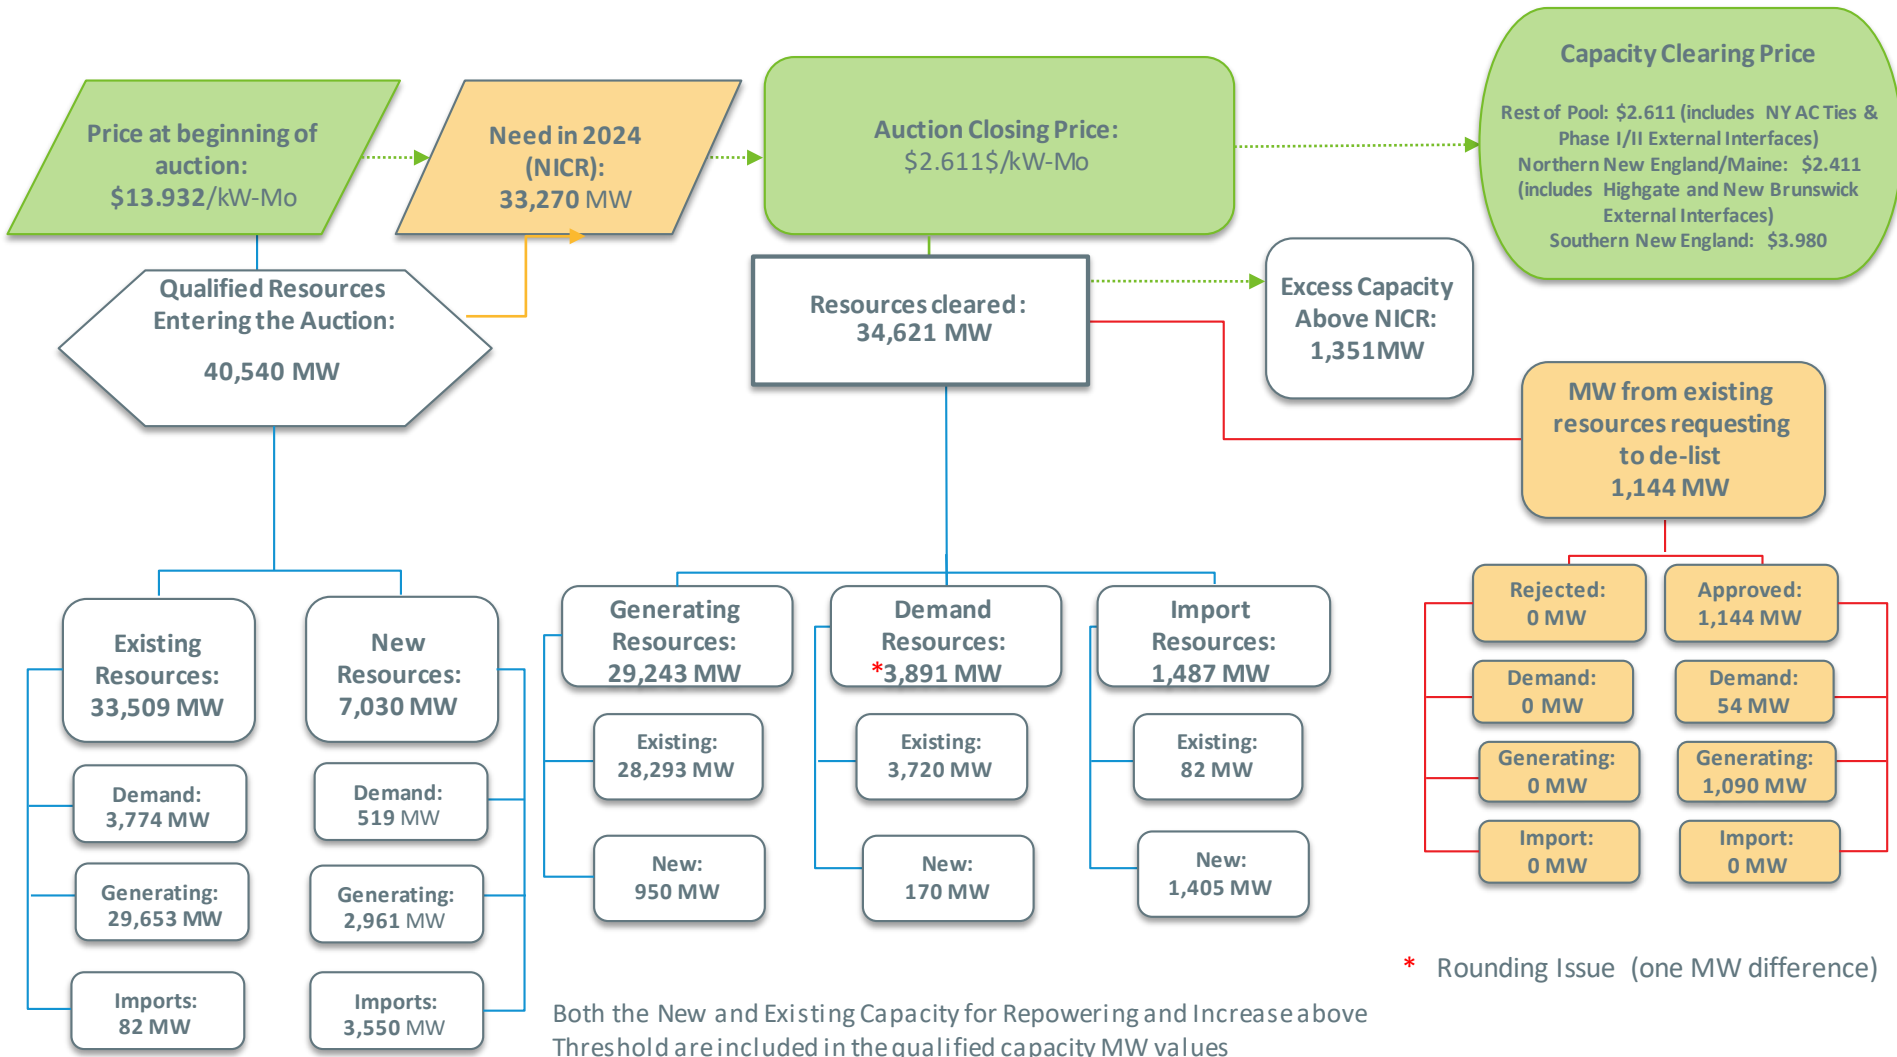 Price at beginning of
auction:
$13.932/kW-Mo
Need in 2024
(NICR):
33,270 MW
Auction Closing Price:
$2.611$/kW-Mo
Capacity Clearing Price
Rest of Pool: $2.611 (includes NY AC Ties &
Phase I/II External Interfaces)
Northern New England/Maine: $2.411
(includes Highgate and New Brunswick
External Interfaces)
Southern New England: $3.980
Qualified Resources
Entering the Auction:
40,540 MW
Resources cleared :
34,621 MW
Excess Capacity
Above NICR:
1,351MW
MW from existing
resources requesting
to de-list
1,144 MW
Existing
Resources:
33,509 MW
Demand:
3,774 MW
Generating:
29,653 MW
Imports:
82 MW
New
Resources:
7,030 MW
Demand:
519 MW
Generating:
2,961 MW
Imports:
3,550 MW
Generating
Resources:
29,243 MW
Existing:
28,293 MW
New:
950 MW
Demand
Resources:
*3,891 MW
Existing:
3,720 MW
New:
170 MW
Import
Resources:
1,487 MW
Existing:
82 MW
New:
1,405 MW
Rejected:
0 MW
Demand:
0 MW
Generating:
0 MW
Import:
0 MW
Approved:
1,144 MW
Demand:
54 MW
Generating:
1,090 MW
Import:
0 MW
* Rounding Issue (one MW difference)
Both the New and Existing Capacity for Repowering and Increase above
Threshold are included in the qualified capacity MW values